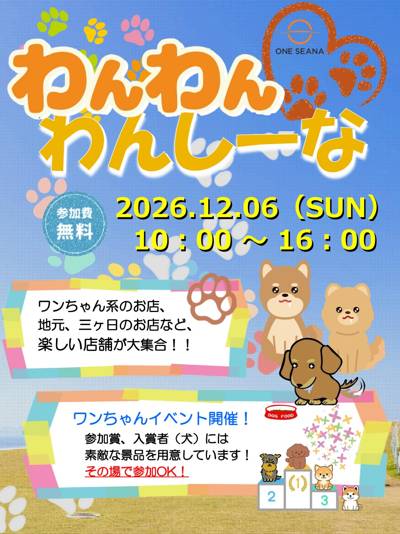 ONE SEANA
わんわん
わんしーな
参加費
無料
2026.12.06（SUN）
10：00 ～ 16：00
ワンちゃん系のお店、
地元、三ヶ日のお店など、
楽しい店舗が大集合！！
ワンちゃんイベント開催！
参加賞、入賞者（犬）には
素敵な景品を用意しています！
その場で参加OK！
DOG FOOD
1
2
3